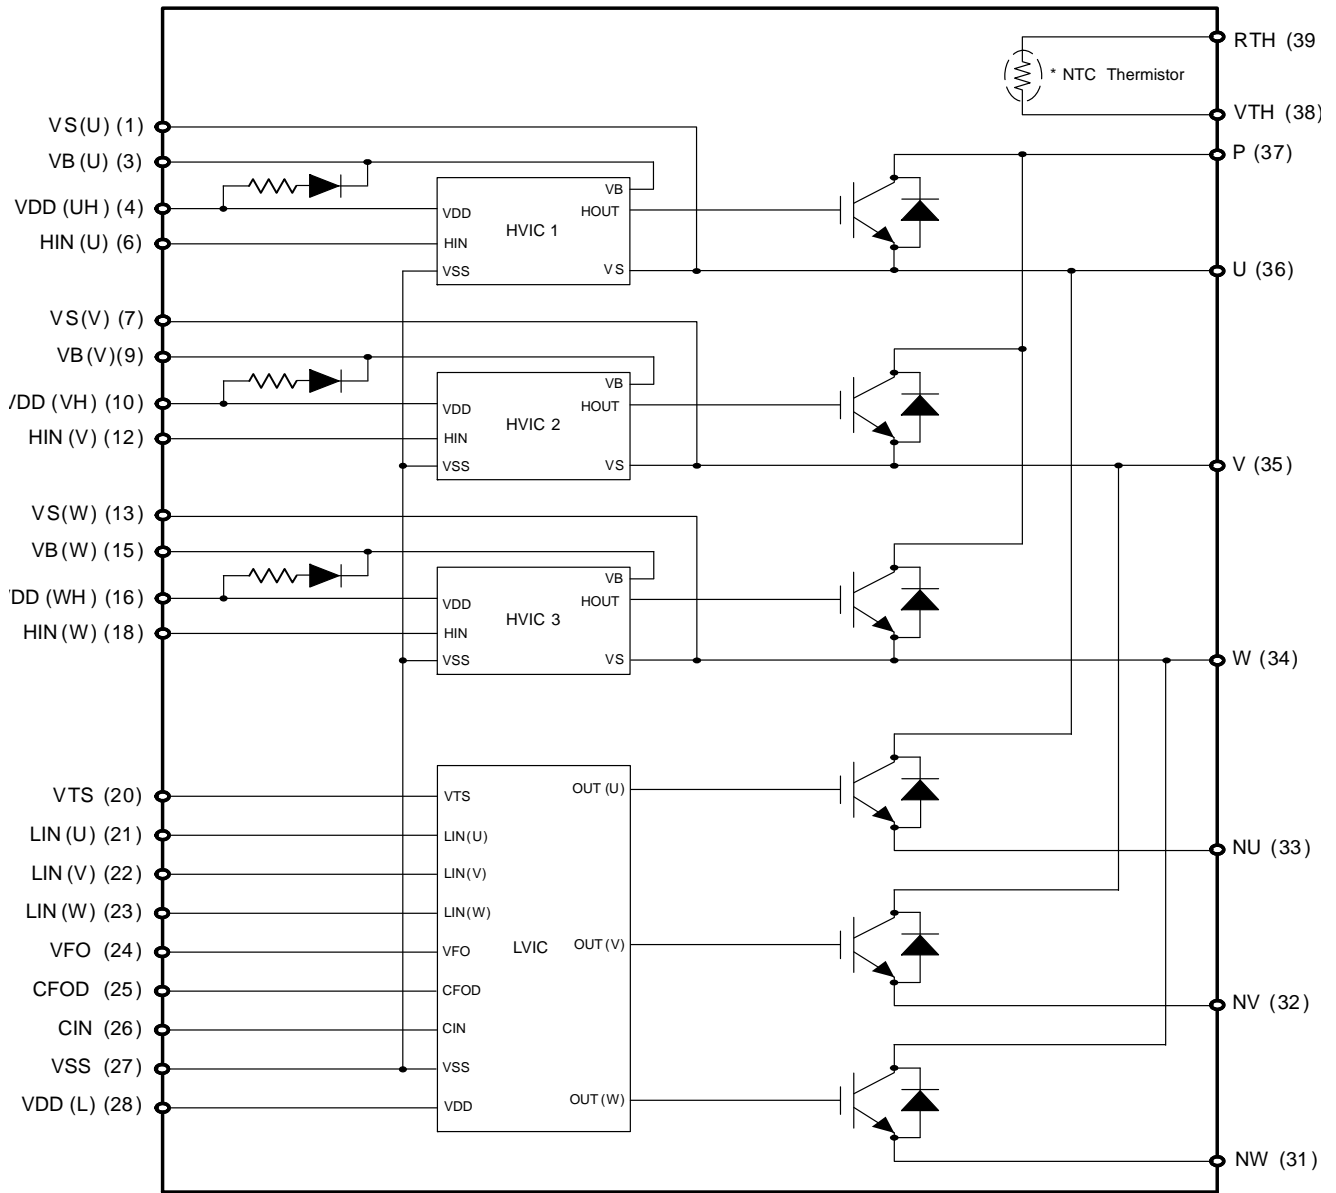 RTH (39
* NTC Thermistor
VTH (38)
P (37)
VS(U) (1)
VB(U) (3)
VDD (UH) (4)
HIN(U) (6)
VB
VDD
HOUT
HVIC 1
HIN
VSS
VS
U (36)
VS(V) (7)
VB(V)(9)
VDD (VH) (10)
HIN(V) (12)
VB
VDD
HOUT
HVIC 2
HIN
VSS
VS
V (35)
VS(W) (13)
VB(W) (15)
DD (WH) (16)
HIN(W) (18)
VB
VDD
HOUT
HVIC 3
HIN
VSS
VS
W (34)
VTS (20)
LIN(U) (21)
LIN(V) (22)
LIN(W) (23)
VFO (24)
CFOD (25)
CIN (26)
VSS (27)
VDD (L) (28)
VTS
LIN(U)
LIN(V)
LIN(W)
VFO
CFOD
CIN
VSS
VDD
LVIC
OUT(U)
OUT(V)
OUT(W)
NU (33)
NV (32)
NW (31)